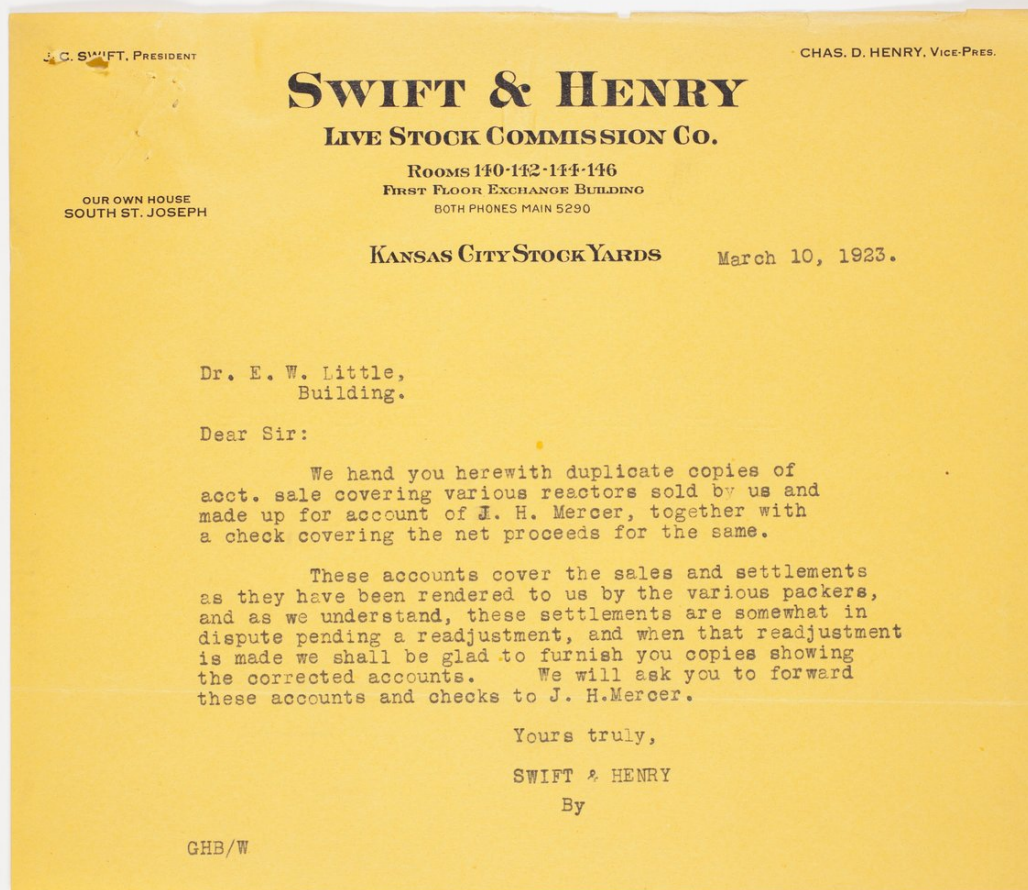 J. C. SWIFT, PRESIDENT
CHAS. D. HENRY, VICE-PRES.
SWIFT & HENRY
LIVE STOCK COMMISSION CO.
ROOMS 140-142-144-146
FIRST FLOOR EXCHANGE BUILDING
BOTH PHONES MAIN 5290
OUR OWN HOUSE
SOUTH ST. JOSEPH
KANSAS CITY STOCK YARDS
March 10, 1923.
Dr. E. W. Little,
Building.
Dear Sir:
We hand you herewith duplicate copies of
acct. sale covering various reactors sold by us and
made up for account of J. H. Mercer, together with
a check covering the net proceeds for the same.
These accounts cover the sales and settlements
as they have been rendered to us by the various packers,
and as we understand, these settlements are somewhat in
dispute pending a readjustment, and when that readjustment
is made we shall be glad to furnish you copies showing
the corrected accounts. We will ask you to forward
these accounts and checks to J. H.Mercer.
Yours truly,
SWIFT & HENRY
By
GHB/W